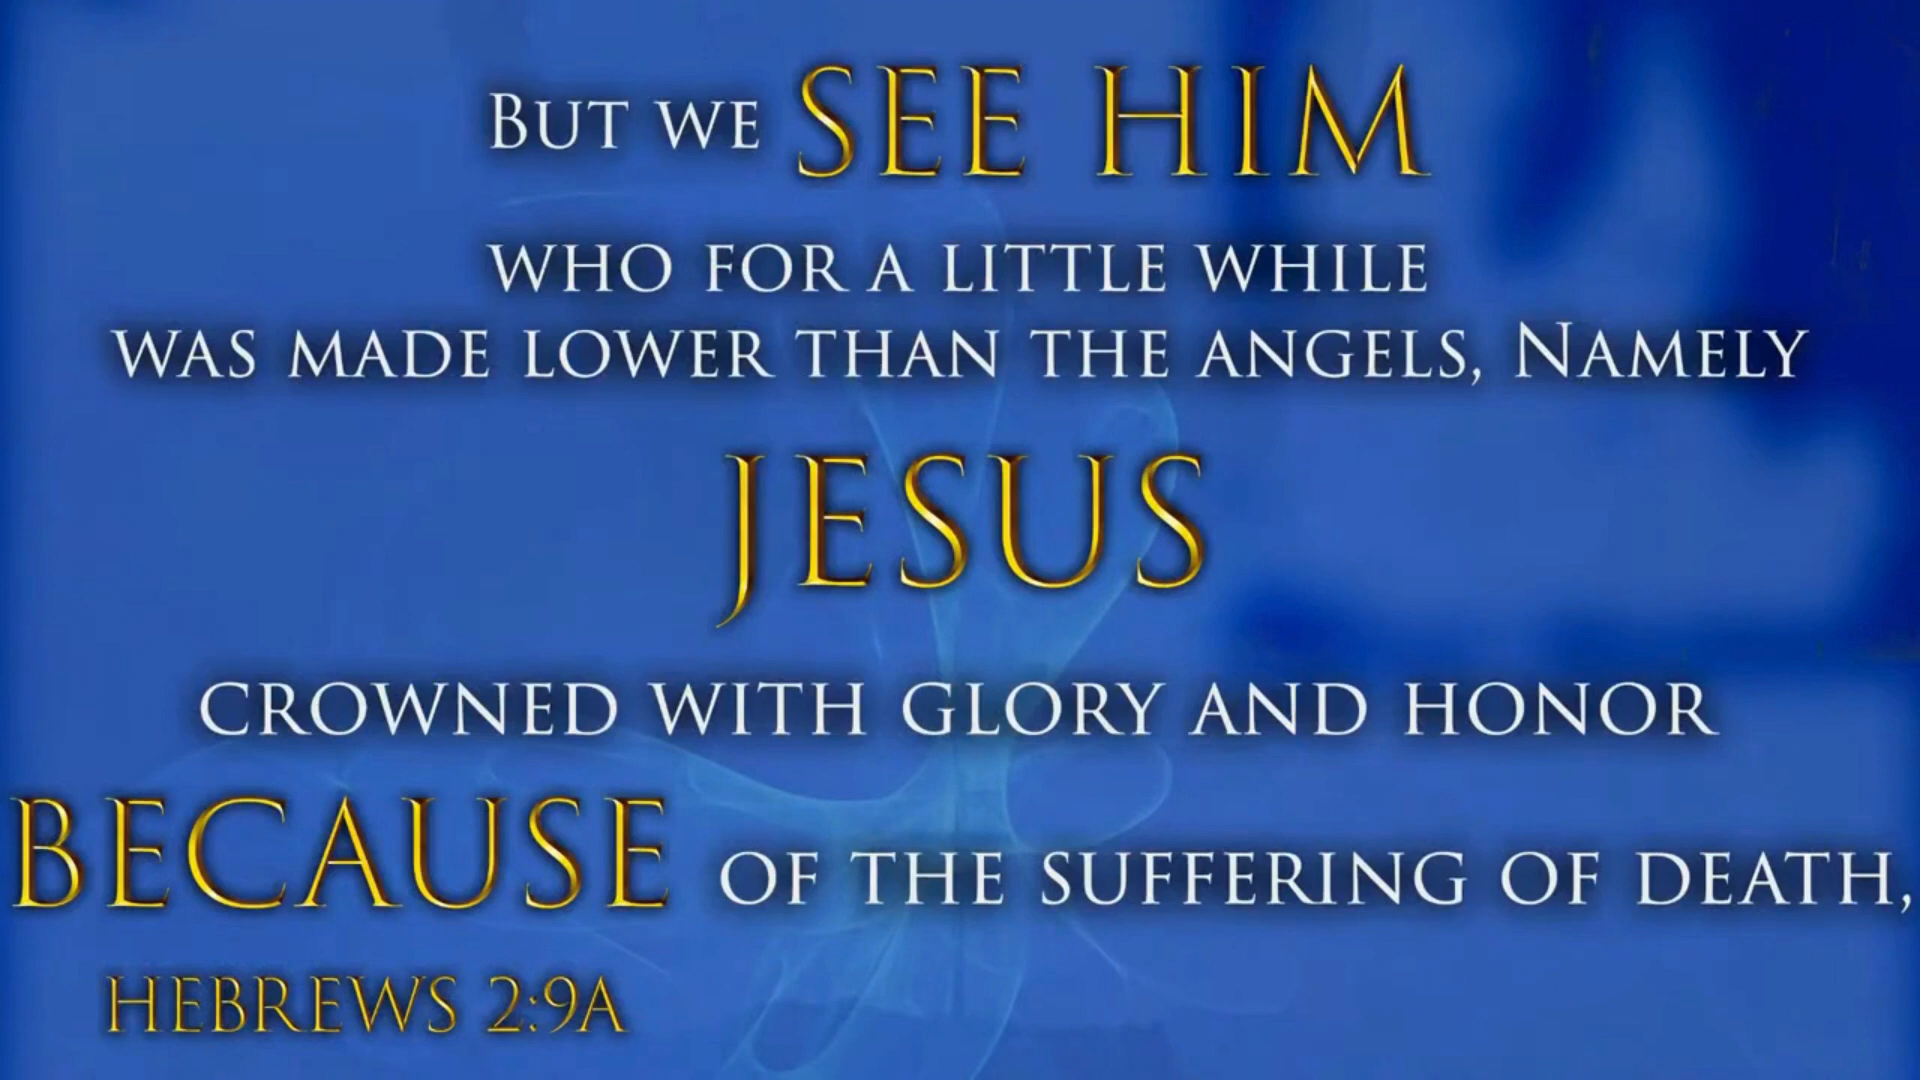 But we SEE HIM
who for a little while
was made lower than the angels, Namely
JESUS
crowned with glory and honor
BECAUSE of the suffering of death,
HEBREWS 2:9A